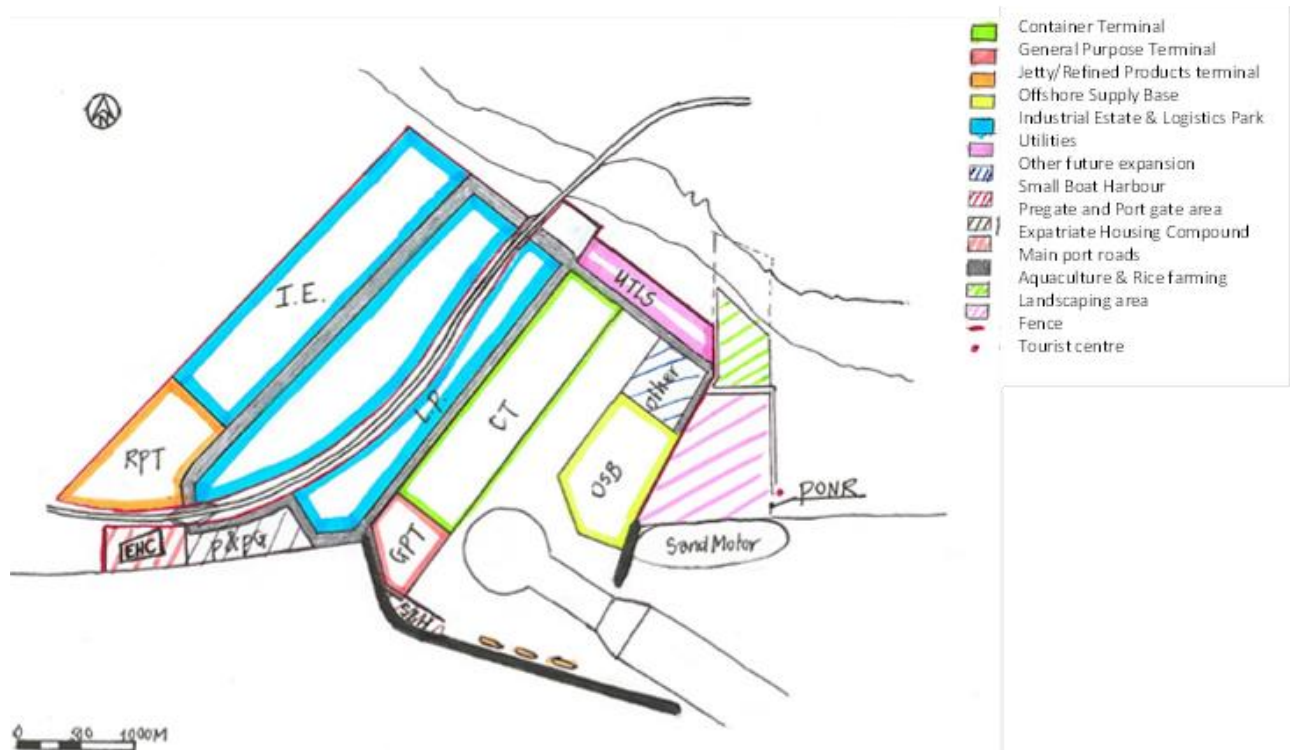 Container Terminal
General Purpose Terminal
Jetty/Refined Products terminal
Offshore Supply Base
Industrial Estate & Logistics Park
Utilities
Other future expansion
Small Boat Harbour
Pregate and Port gate area
Expatriate Housing Compound
Main port roads
Aquaculture & Rice farming
Landscaping area
Fence
Tourist centre
I.E.
UTLS
other
L.P.
CT
RPT
OSB
PONR
EHC
P&PG
GPT
Sand Motor
SBH
0 500 1000M